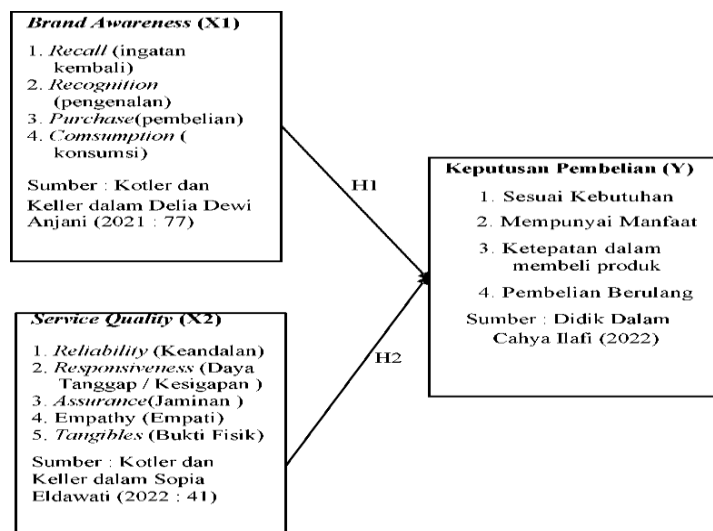 Brand Awareness (X1)
1. Recall (ingatan
kembali)
2. Recognition
(pengenalan)
3. Purchase(pembelian)
4. Comsumption (
konsumsi)
Sumber : Kotler dan
Keller dalam Delia Dewi
Anjani (2021 : 77)
H1
Service Quality (X2)
1. Reliability (Keandalan)
2. Responsiveness (Daya
Tanggap / Kesigapan )
3. Assurance(Jaminan )
4. Empathy (Empati)
5. Tangibles (Bukti Fisik)
Sumber : Kotler dan
Keller dalam Sopia
Eldawati (2022 : 41)
H2
Keputusan Pembelian (Y)
1. Sesuai Kebutuhan
2. Mempunyai Manfaat
3. Ketepatan dalam
membeli produk
4. Pembelian Berulang
Sumber : Didik Dalam
Cahya Ilafi (2022)